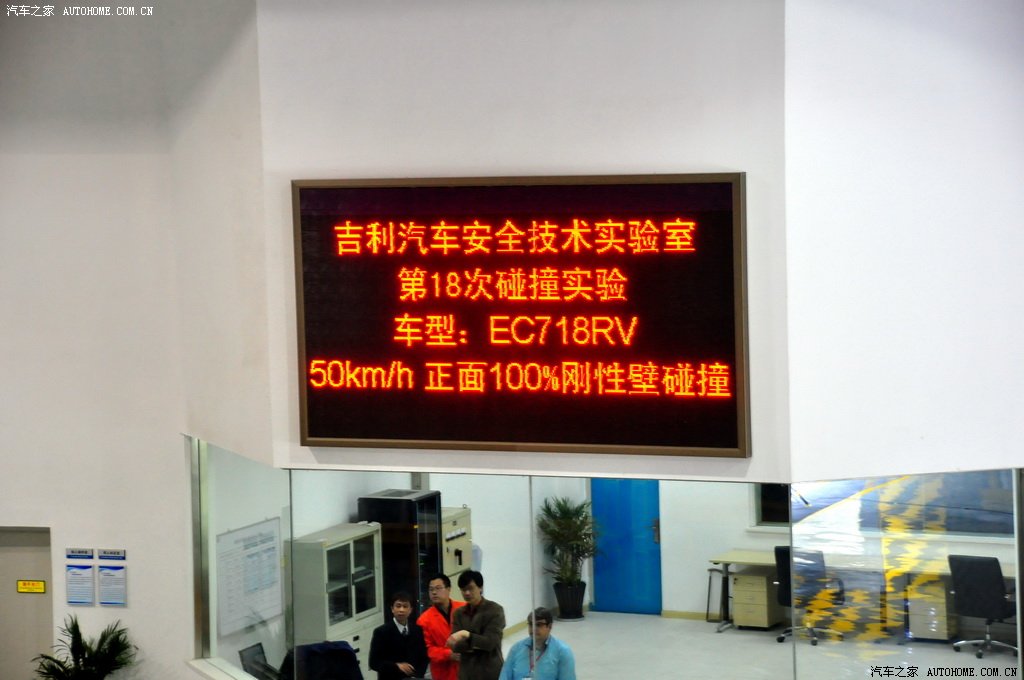 汽车之家 AUTOHOME.COM.CN
吉利汽车安全技术实验室
第18次碰撞实验
车型：EC718RV
50km/h 正面100%刚性壁碰撞
汽车之家 AUTOHOME.COM.CN